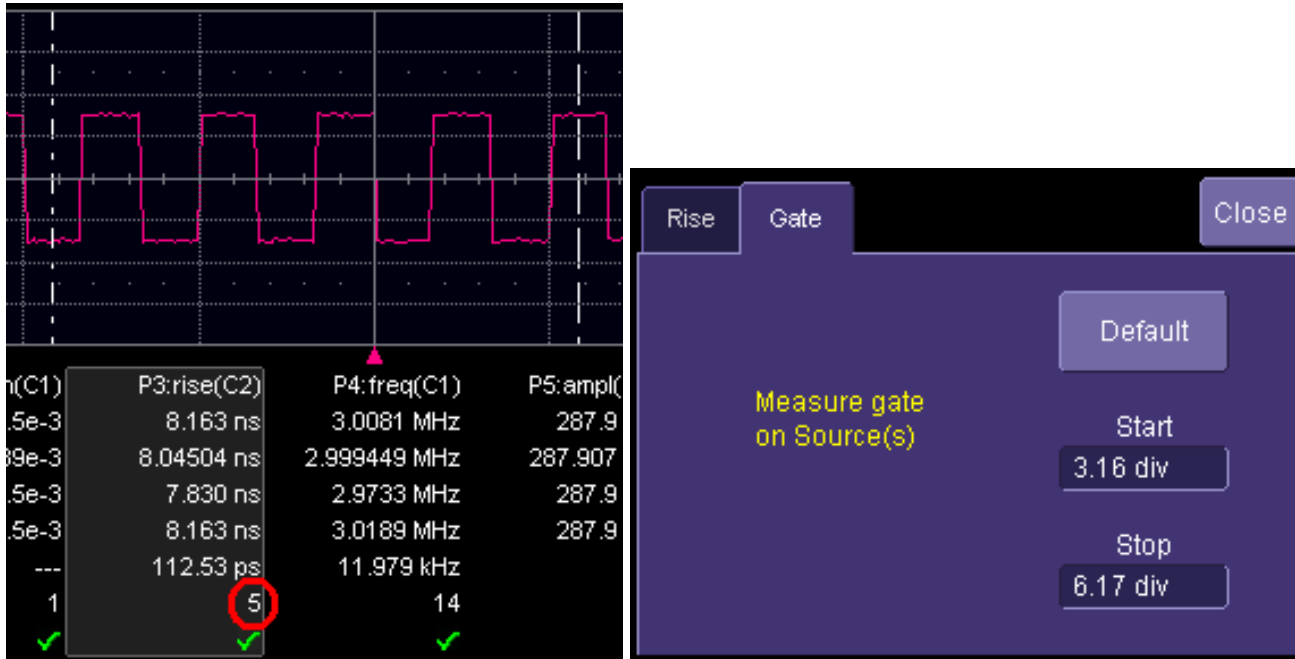 n(C1) P3:rise(C2) P4:freq(C1) P5:ampl(
.5e-3 8.163 ns 3.0081 MHz 287.9
39e-3 8.04504 ns 2.999449 MHz 287.907
.5e-3 7.830 ns 2.9733 MHz 287.9
.5e-3 8.163 ns 3.0189 MHz 287.9
--- 112.53 ps 11.979 kHz
1 5 14
Rise Gate Close
Default
Measure gate
on Source(s)
Start
3.16 div
Stop
6.17 div